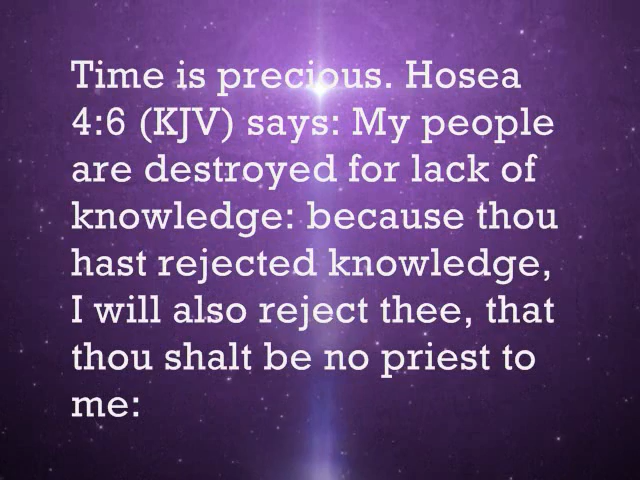 Time is precious. Hosea
4:6 (KJV) says: My people
are destroyed for lack of
knowledge: because thou
hast rejected knowledge,
I will also reject thee, that
thou shalt be no priest to
me: